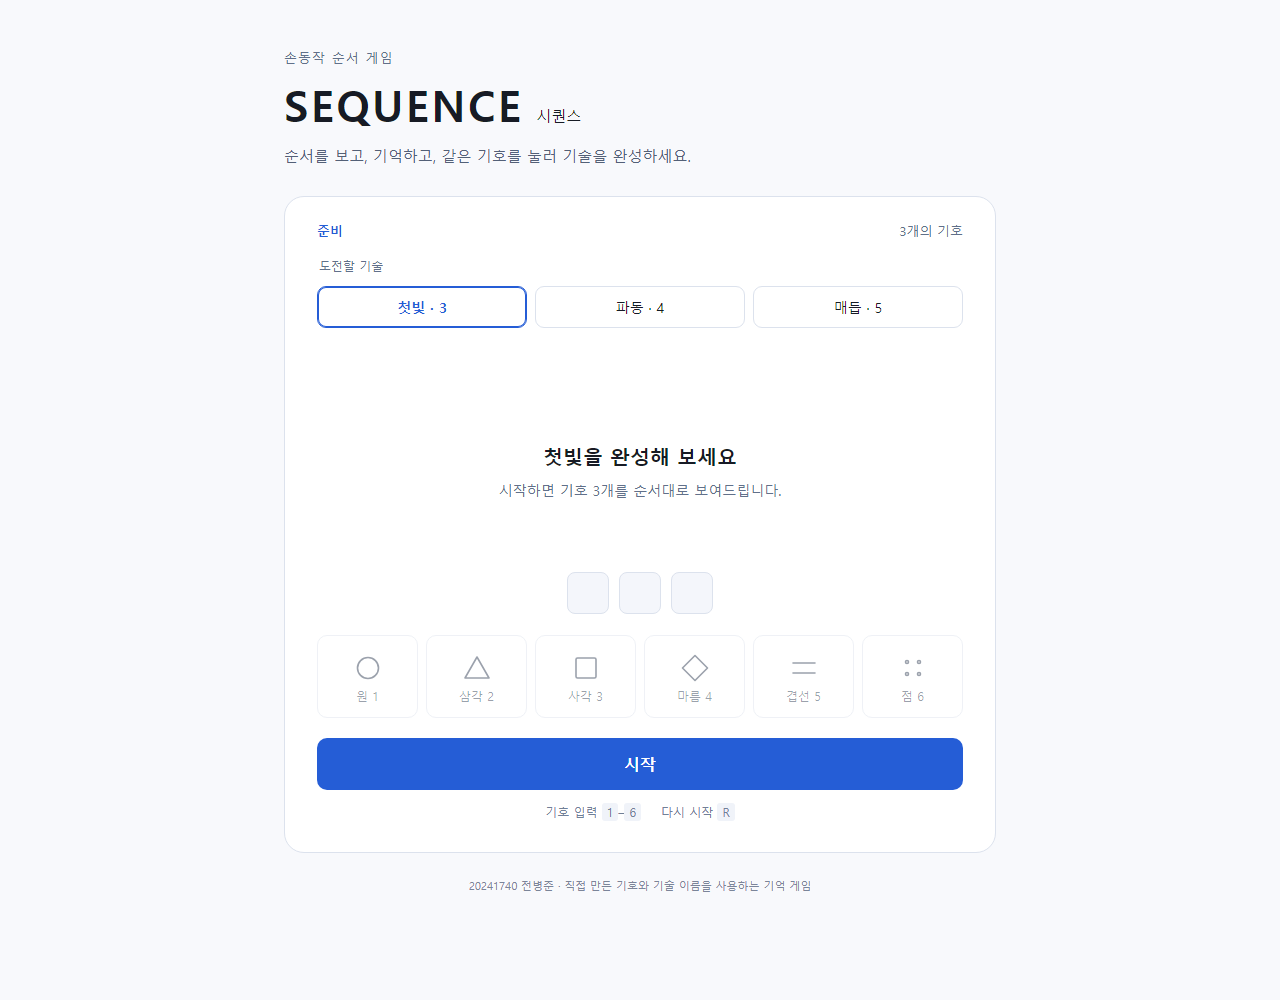 손동작 순서 게임
SEQUENCE 시퀀스
순서를 보고, 기억하고, 같은 기호를 눌러 기술을 완성하세요.
준비 3개의 기호
도전할 기술
첫빛 · 3 파동 · 4 매듭 · 5
첫빛을 완성해 보세요
시작하면 기호 3개를 순서대로 보여드립니다.
원 1 삼각 2 사각 3 마름 4 겹선 5 점 6
시작
기호 입력 1–6 다시 시작 R
20241740 전병준 · 직접 만든 기호와 기술 이름을 사용하는 기억 게임